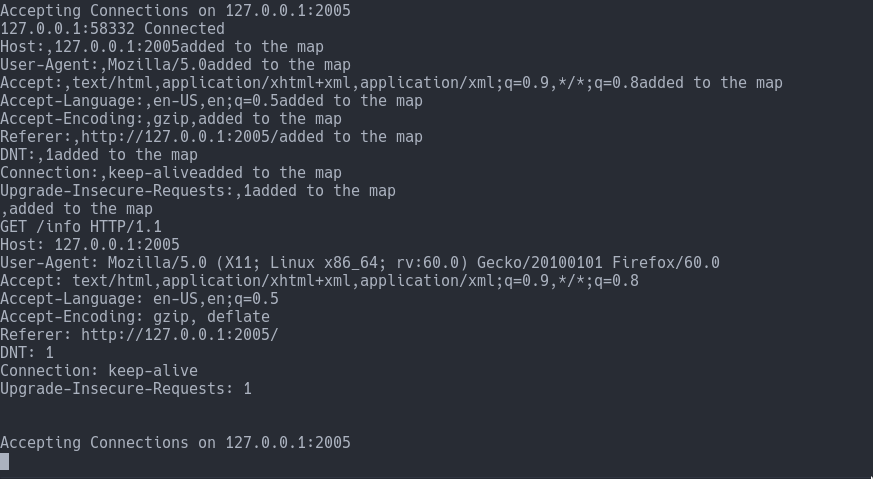 Accepting Connections on 127.0.0.1:2005
127.0.0.1:58332 Connected
Host:,127.0.0.1:2005added to the map
User-Agent:,Mozilla/5.0added to the map
Accept:,text/html,application/xhtml+xml,application/xml;q=0.9,*/*;q=0.8added to the map
Accept-Language:,en-US,en;q=0.5added to the map
Accept-Encoding:,gzip,added to the map
Referer:,http://127.0.0.1:2005/added to the map
DNT:,1added to the map
Connection:,keep-aliveadded to the map
Upgrade-Insecure-Requests:,1added to the map
,added to the map
GET /info HTTP/1.1
Host: 127.0.0.1:2005
User-Agent: Mozilla/5.0 (X11; Linux x86_64; rv:60.0) Gecko/20100101 Firefox/60.0
Accept: text/html,application/xhtml+xml,application/xml;q=0.9,*/*;q=0.8
Accept-Language: en-US,en;q=0.5
Accept-Encoding: gzip, deflate
Referer: http://127.0.0.1:2005/
DNT: 1
Connection: keep-alive
Upgrade-Insecure-Requests: 1
Accepting Connections on 127.0.0.1:2005